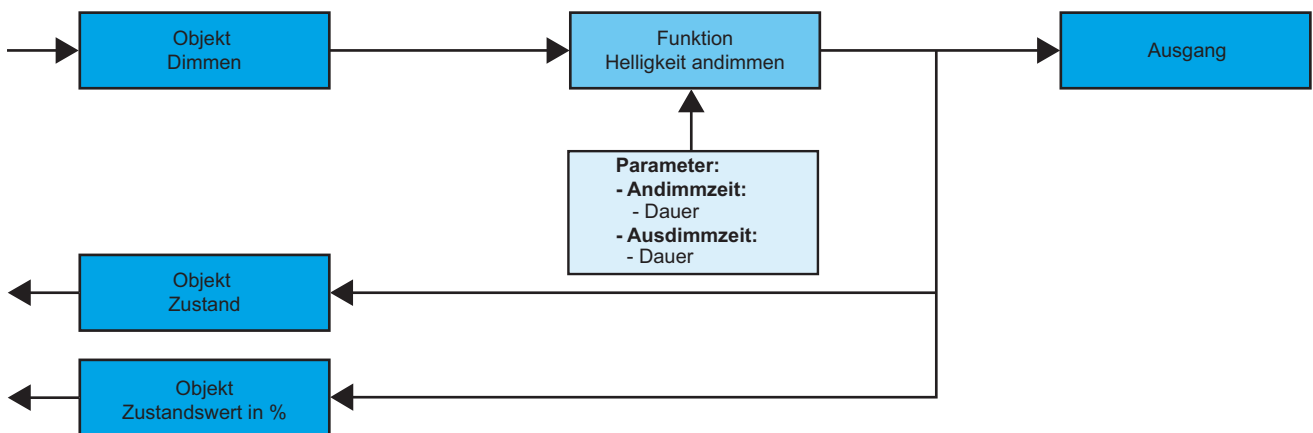 Objekt
Dimmen
Funktion
Helligkeit andimmen
Ausgang
Parameter:
- Andimmzeit:
- Dauer
- Ausdimmzeit:
- Dauer
Objekt
Zustand
Objekt
Zustandswert in %